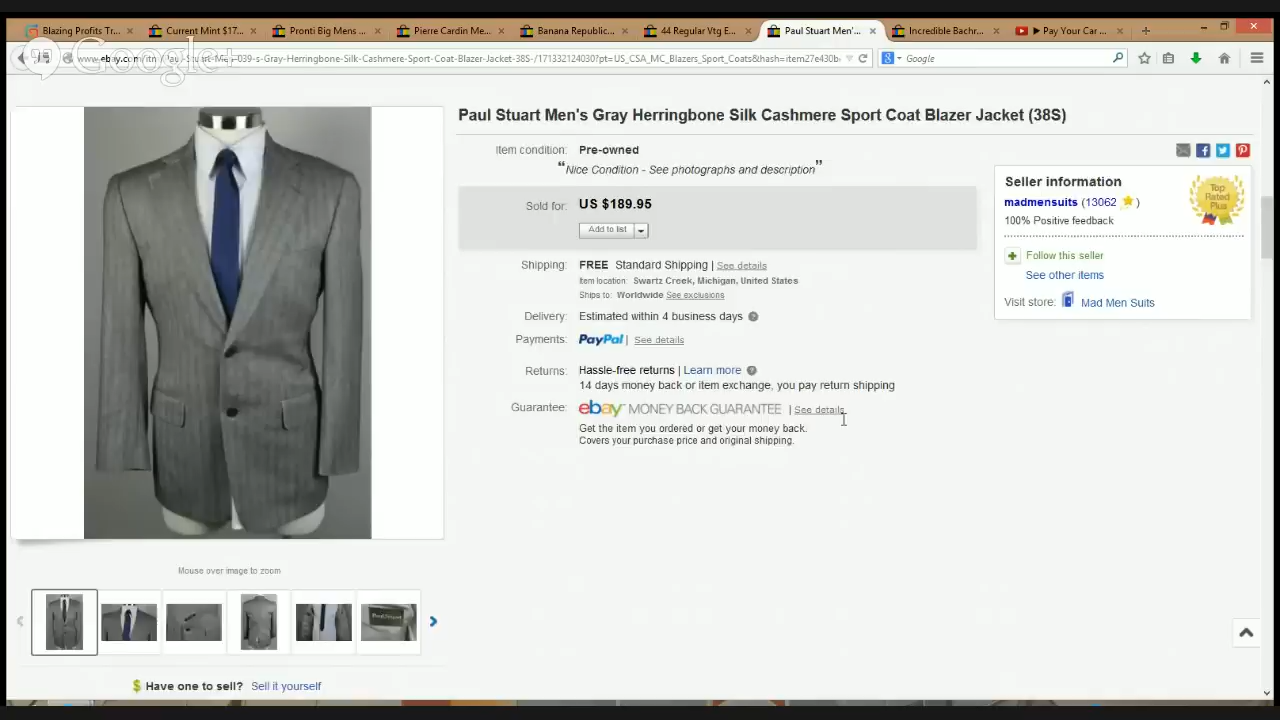 Blazing Profits Tr...
Current Mint $17...
Pronti Big Mens ...
Pierre Cardin Me...
Banana Republic...
44 Regular Vtg E...
Paul Stuart Men'...
Incredible Bachr...
Pay Your Car ...
Google+
Google
Paul Stuart Men's Gray Herringbone Silk Cashmere Sport Coat Blazer Jacket (38S)
Item condition: Pre-owned
“Nice Condition - See photographs and description”
Sold for: US $189.95
Add to list
Shipping: FREE Standard Shipping | See details
Item location: Swartz Creek, Michigan, United States
Ships to: Worldwide See exclusions
Delivery: Estimated within 4 business days
Payments: PayPal | See details
Returns: Hassle-free returns | Learn more
14 days money back or item exchange, you pay return shipping
Guarantee: ebay MONEY BACK GUARANTEE | See details
Get the item you ordered or get your money back.
Covers your purchase price and original shipping.
Seller information
madmensuits (13062 )
100% Positive feedback
Top Rated Plus
Follow this seller
See other items
Visit store: Mad Men Suits
Mouse over image to zoom
Paul Stuart
Have one to sell? Sell it yourself